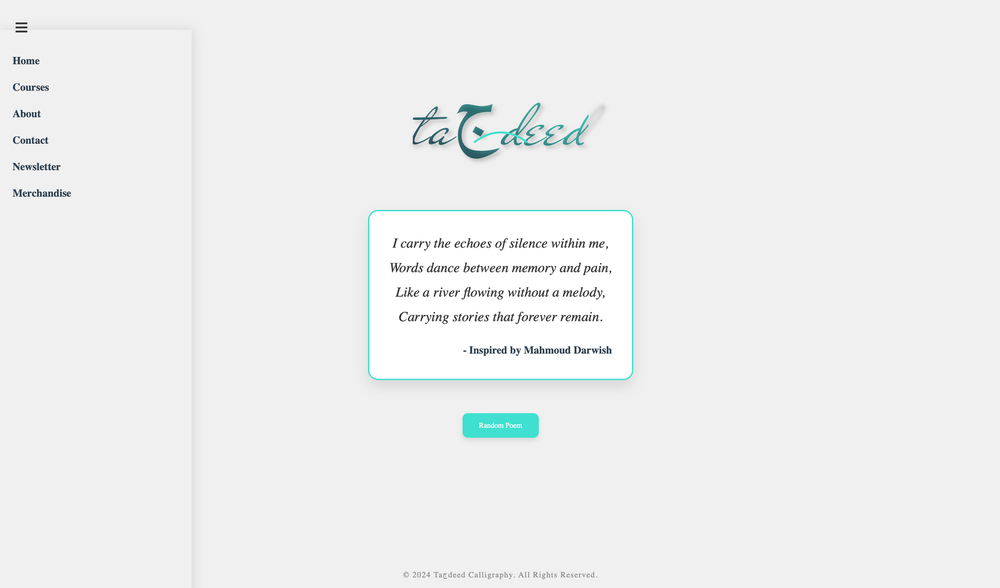 Home
Courses
About
Contact
Newsletter
Merchandise
taجdeed
I carry the echoes of silence within me,
Words dance between memory and pain,
Like a river flowing without a melody,
Carrying stories that forever remain.
- Inspired by Mahmoud Darwish
Random Poem
© 2024 Taجdeed Calligraphy. All Rights Reserved.